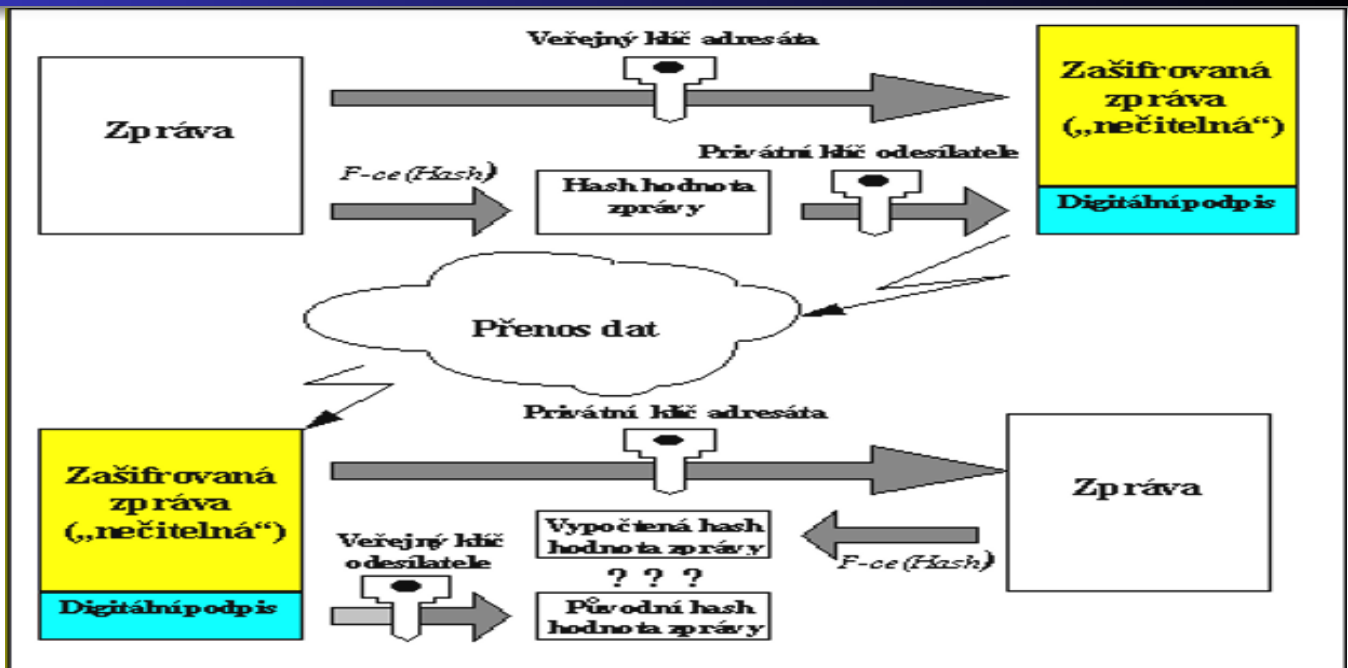 Veřejný klíč adresáta
Zpráva
Zašifrovaná
zpráva
(„nečitelná“)
Privátní klíč odesílatele
F-ce (Hash)
Hash hodnota
zprávy
Digitální podpis
Přenos dat
Privátní klíč adresáta
Zašifrovaná
zpráva
(„nečitelná“)
Zpráva
Veřejný klíč
odesílatele
Vypočtená hash
hodnota zprávy
F-ce (Hash)
? ? ?
Digitální podpis
Původní hash
hodnota zprávy